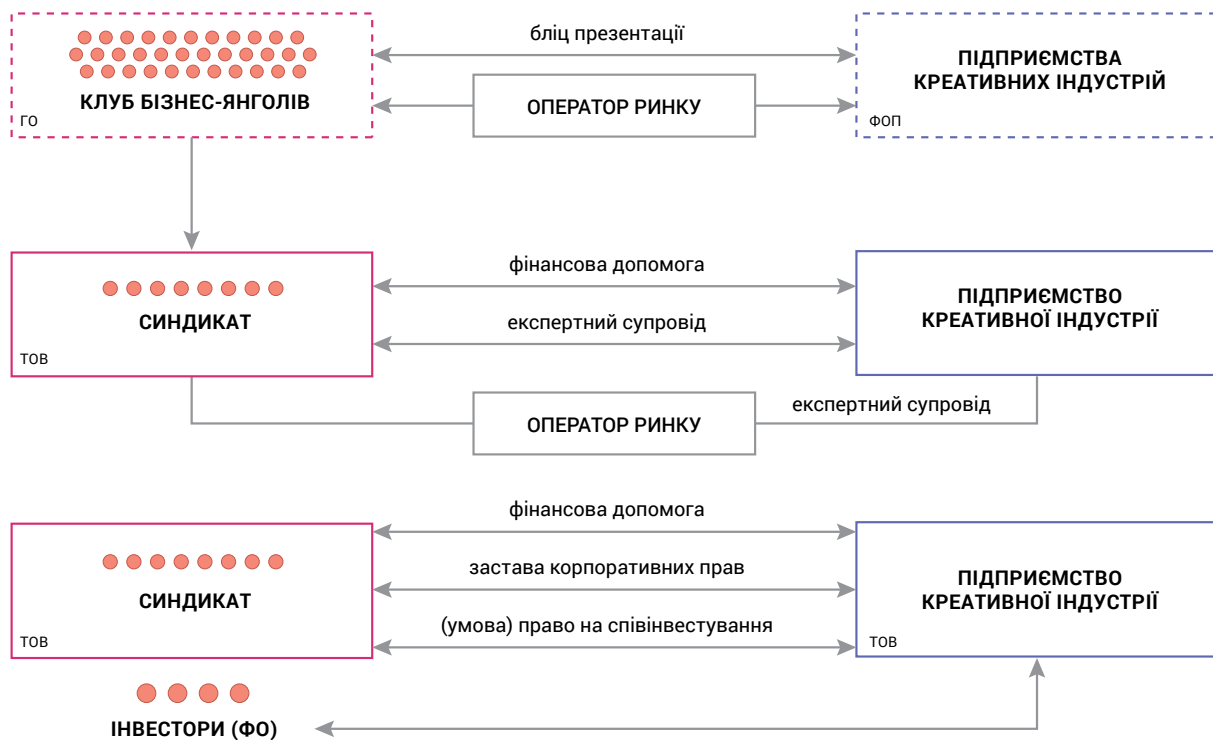 бліц презентації
КЛУБ БІЗНЕС-ЯНГОЛІВ
ГО
ОПЕРАТОР РИНКУ
ПІДПРИЄМСТВА
КРЕАТИВНИХ ІНДУСТРІЙ
ФОП
фінансова допомога
СИНДИКАТ
ТОВ
експертний супровід
ПІДПРИЄМСТВО
КРЕАТИВНОЇ ІНДУСТРІЇ
ОПЕРАТОР РИНКУ
експертний супровід
фінансова допомога
СИНДИКАТ
ТОВ
застава корпоративних прав
(умова) право на співінвестування
ПІДПРИЄМСТВО
КРЕАТИВНОЇ ІНДУСТРІЇ
ТОВ
ІНВЕСТОРИ (ФО)